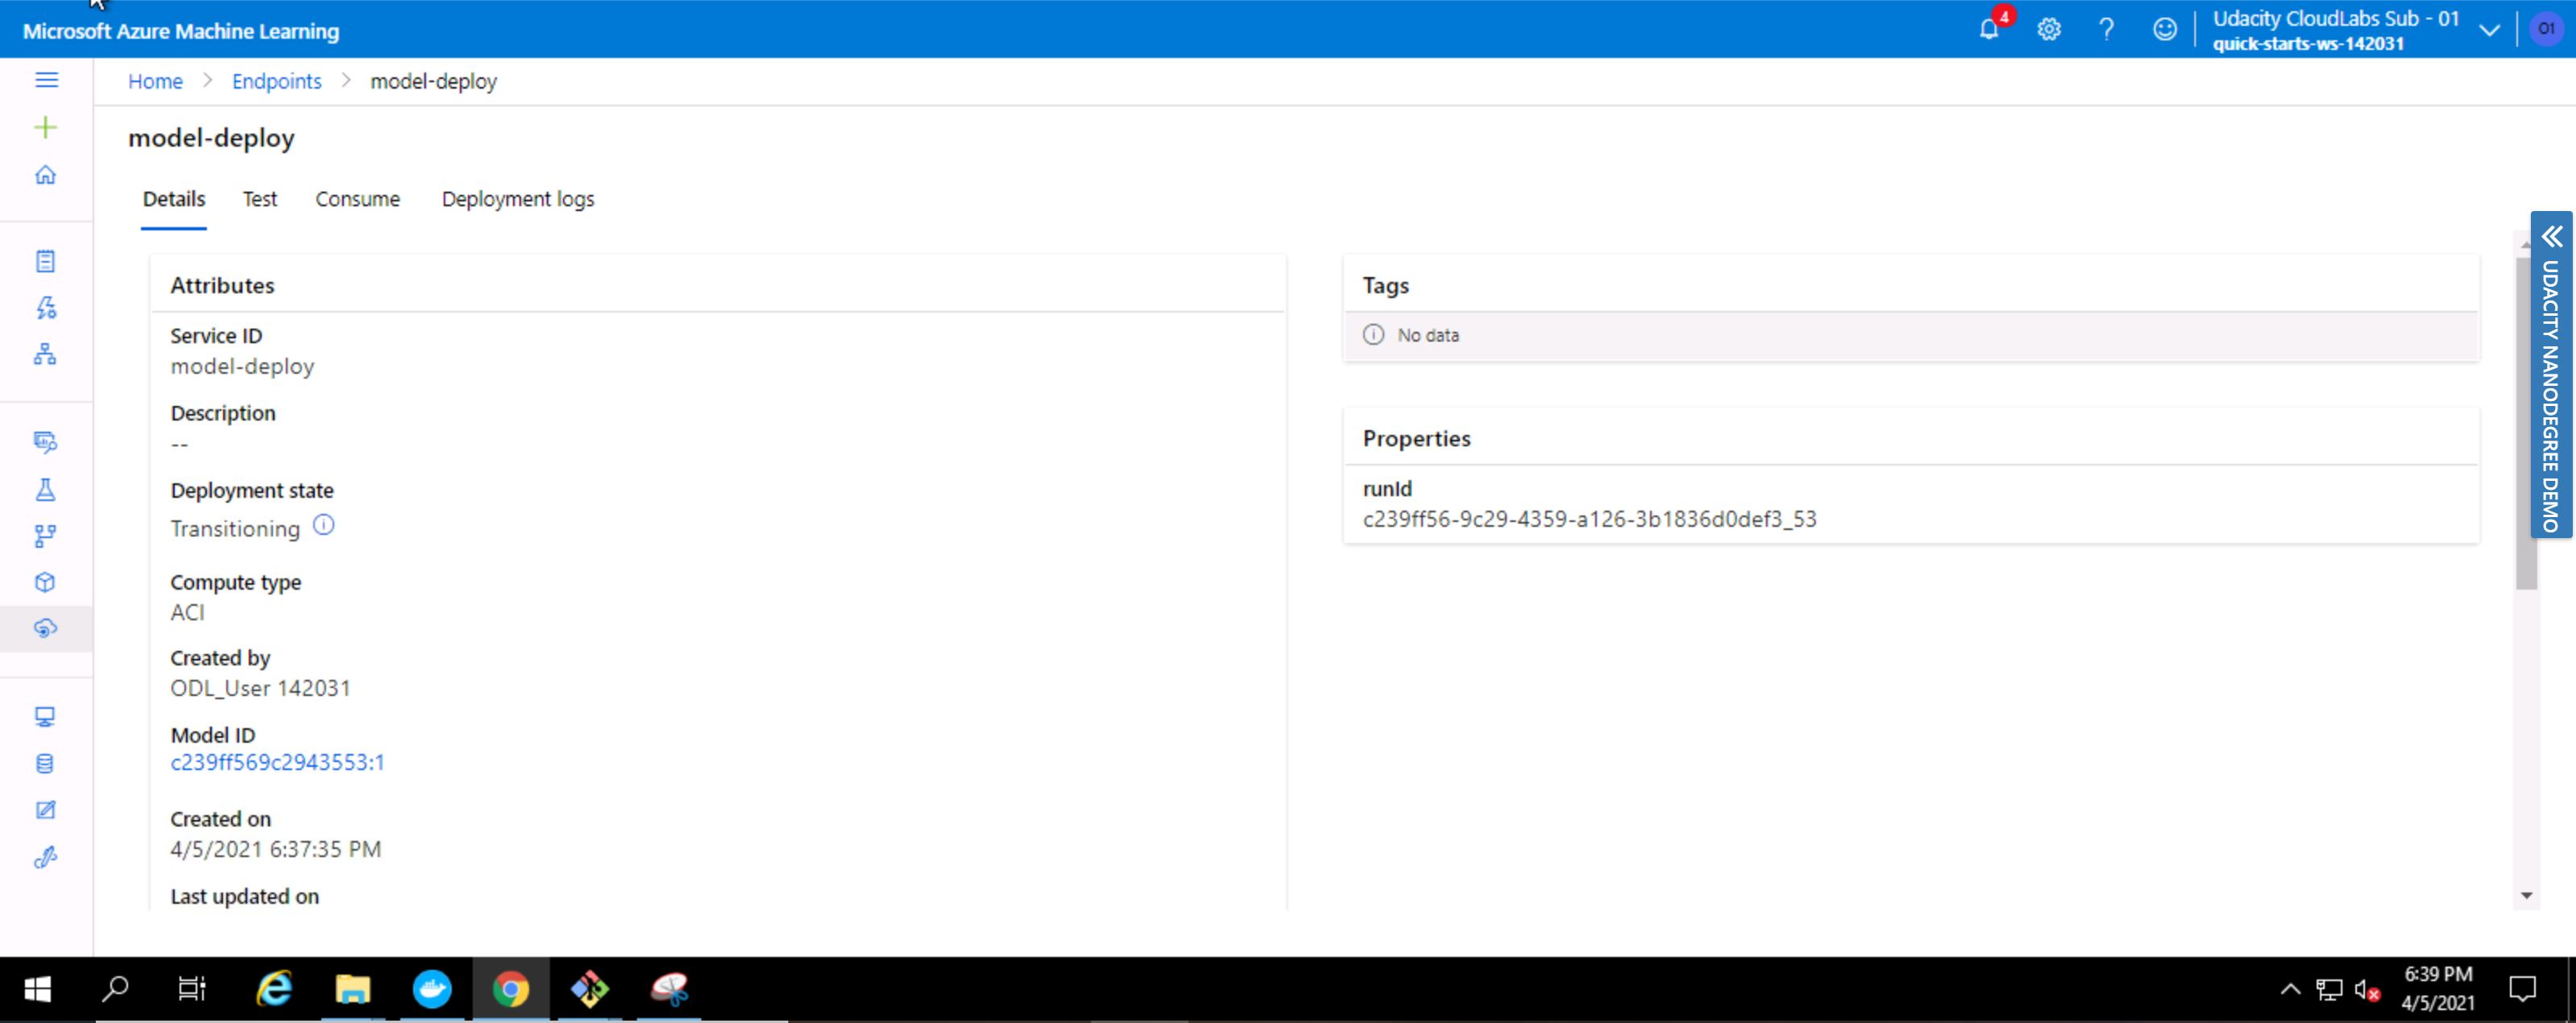 Microsoft Azure Machine Learning
4
Udacity CloudLabs Sub - 01
quick-starts-ws-142031
01
Home > Endpoints > model-deploy
model-deploy
Details Test Consume Deployment logs
Attributes
Service ID
model-deploy
Description
--
Deployment state
Transitioning
Compute type
ACI
Created by
ODL_User 142031
Model ID
c239ff569c2943553:1
Created on
4/5/2021 6:37:35 PM
Last updated on
Tags
No data
Properties
runId
c239ff56-9c29-4359-a126-3b1836d0def3_53
UDACITY NANODEGREE DEMO
6:39 PM
4/5/2021